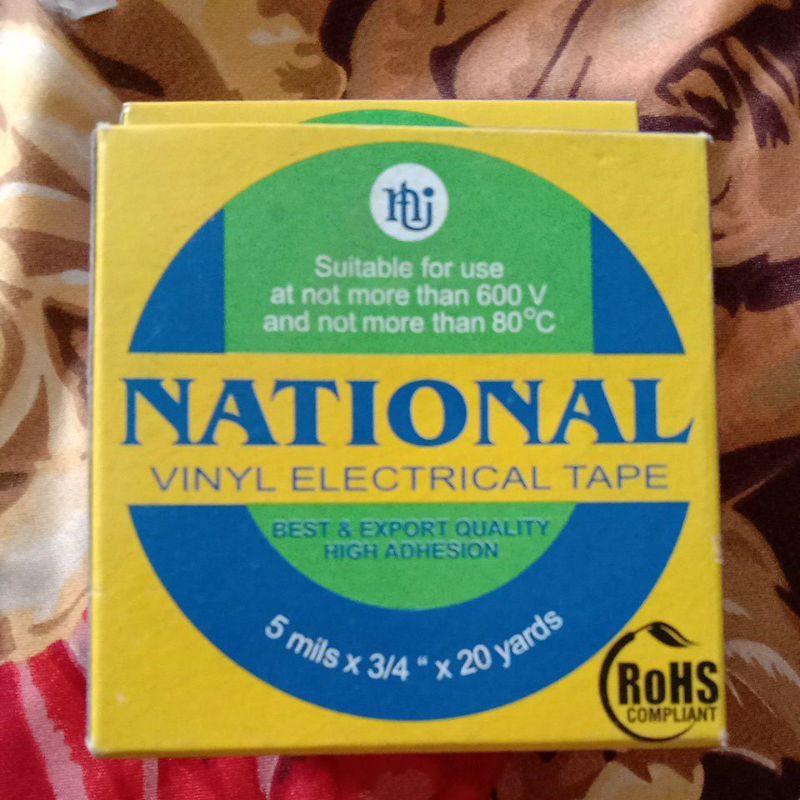 Suitable for use
at not more than 600 V
and not more than 80°C
NATIONAL
VINYL ELECTRICAL TAPE
BEST & EXPORT QUALITY
HIGH ADHESION
5 mils x 3/4 " x 20 yards
RoHS
COMPLIANT